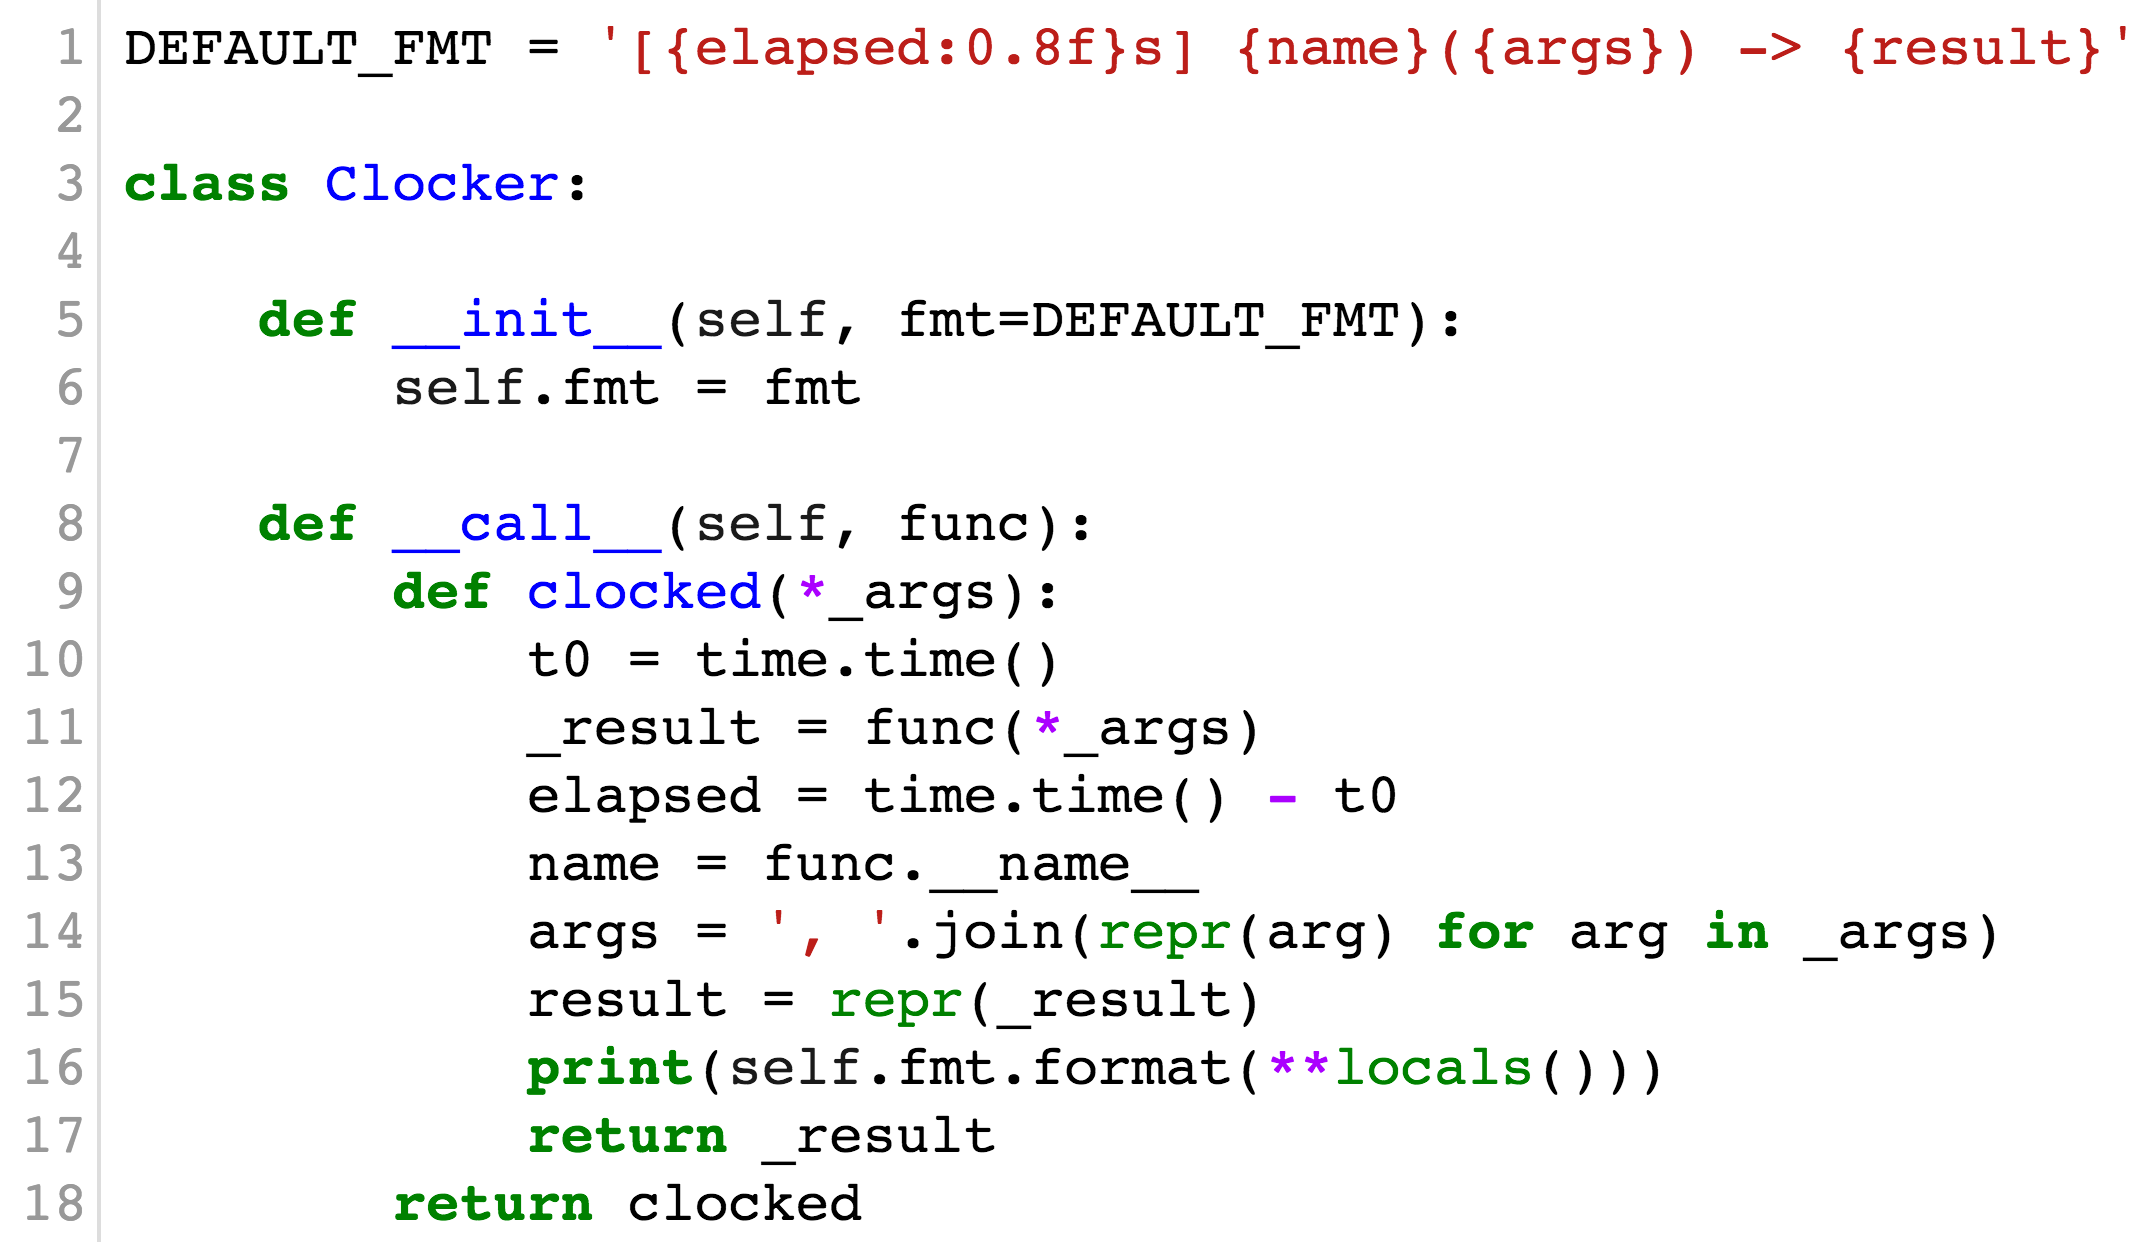 1 DEFAULT_FMT = '[{elapsed:0.8f}s] {name}({args}) -> {result}'
2
3 class Clocker:
4
5     def __init__(self, fmt=DEFAULT_FMT):
6         self.fmt = fmt
7
8     def __call__(self, func):
9         def clocked(*_args):
10             t0 = time.time()
11             _result = func(*_args)
12             elapsed = time.time() - t0
13             name = func.__name__
14             args = ', '.join(repr(arg) for arg in _args)
15             result = repr(_result)
16             print(self.fmt.format(**locals()))
17             return _result
18         return clocked